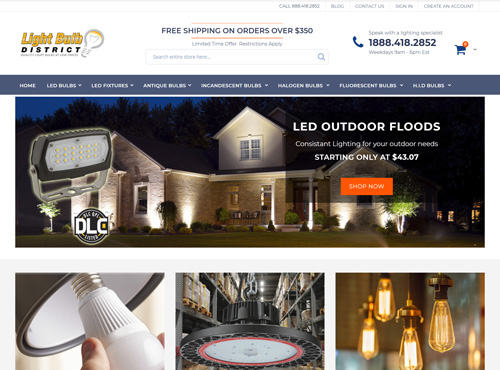 CALL 888.418.2852 BLOG CONTACT US SIGN IN CREATE AN ACCOUNT
Light Bulb
DISTRICT
QUALITY LIGHT BULBS AT LOW PRICES
FREE SHIPPING ON ORDERS OVER $350
Limited Time Offer. Restrictions Apply
Search entire store here...
Speak with a lighting specialist
1888.418.2852
Weekdays 9am - 6pm Est
0
HOME LED BULBS LED FIXTURES ANTIQUE BULBS INCANDESCENT BULBS HALOGEN BULBS FLUORESCENT BULBS H.I.D BULBS
LED OUTDOOR FLOODS
Consistant Lighting for your outdoor needs
STARTING ONLY AT $43.07
SHOP NOW
DLC QPL
DLC
LISTED